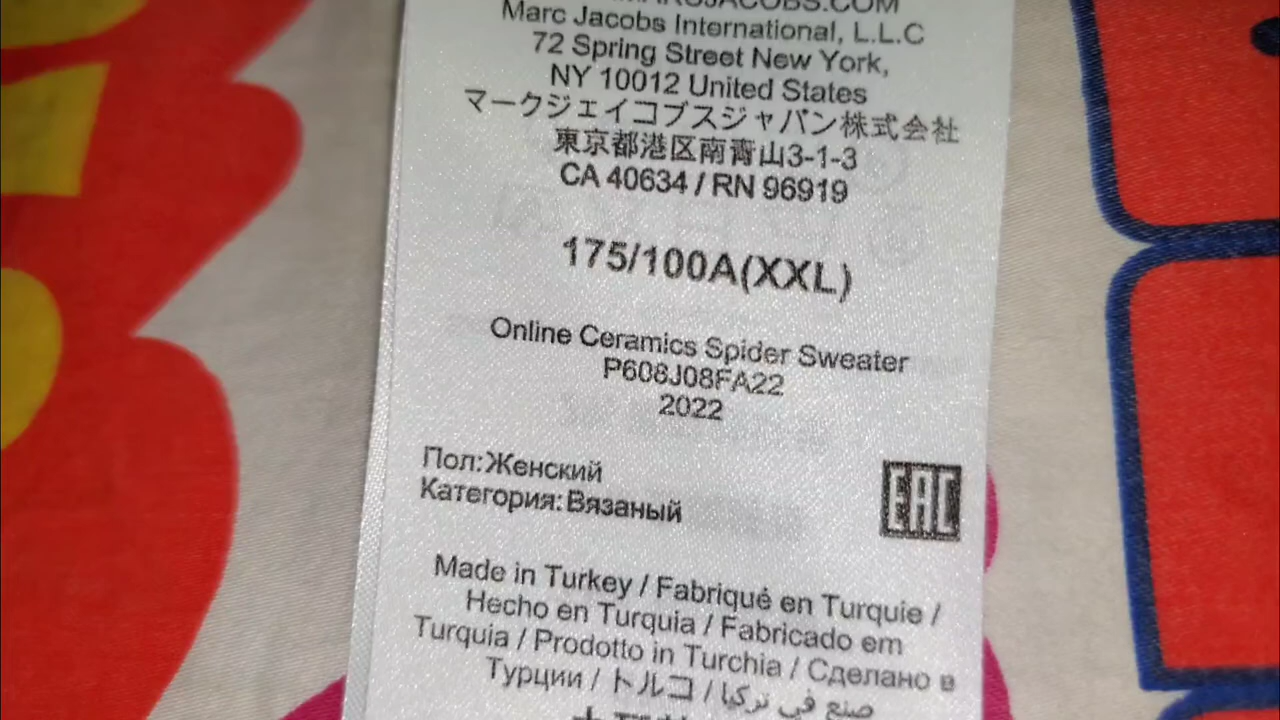 MARCJACOBS.COM
Marc Jacobs International, L.L.C
72 Spring Street New York,
NY 10012 United States
マークジェイコブスジャパン株式会社
東京都港区南青山3-1-3
CA 40634 / RN 96919
175/100A(XXL)
Online Ceramics Spider Sweater
P608J08FA22
2022
Пол:Женский
Категория:Вязаный
EAC
Made in Turkey / Fabriqué en Turquie /
Hecho en Turquia / Fabricado em
Turquia / Prodotto in Turchia / Сделано в
Турции / トルコ / صنع في تركيا